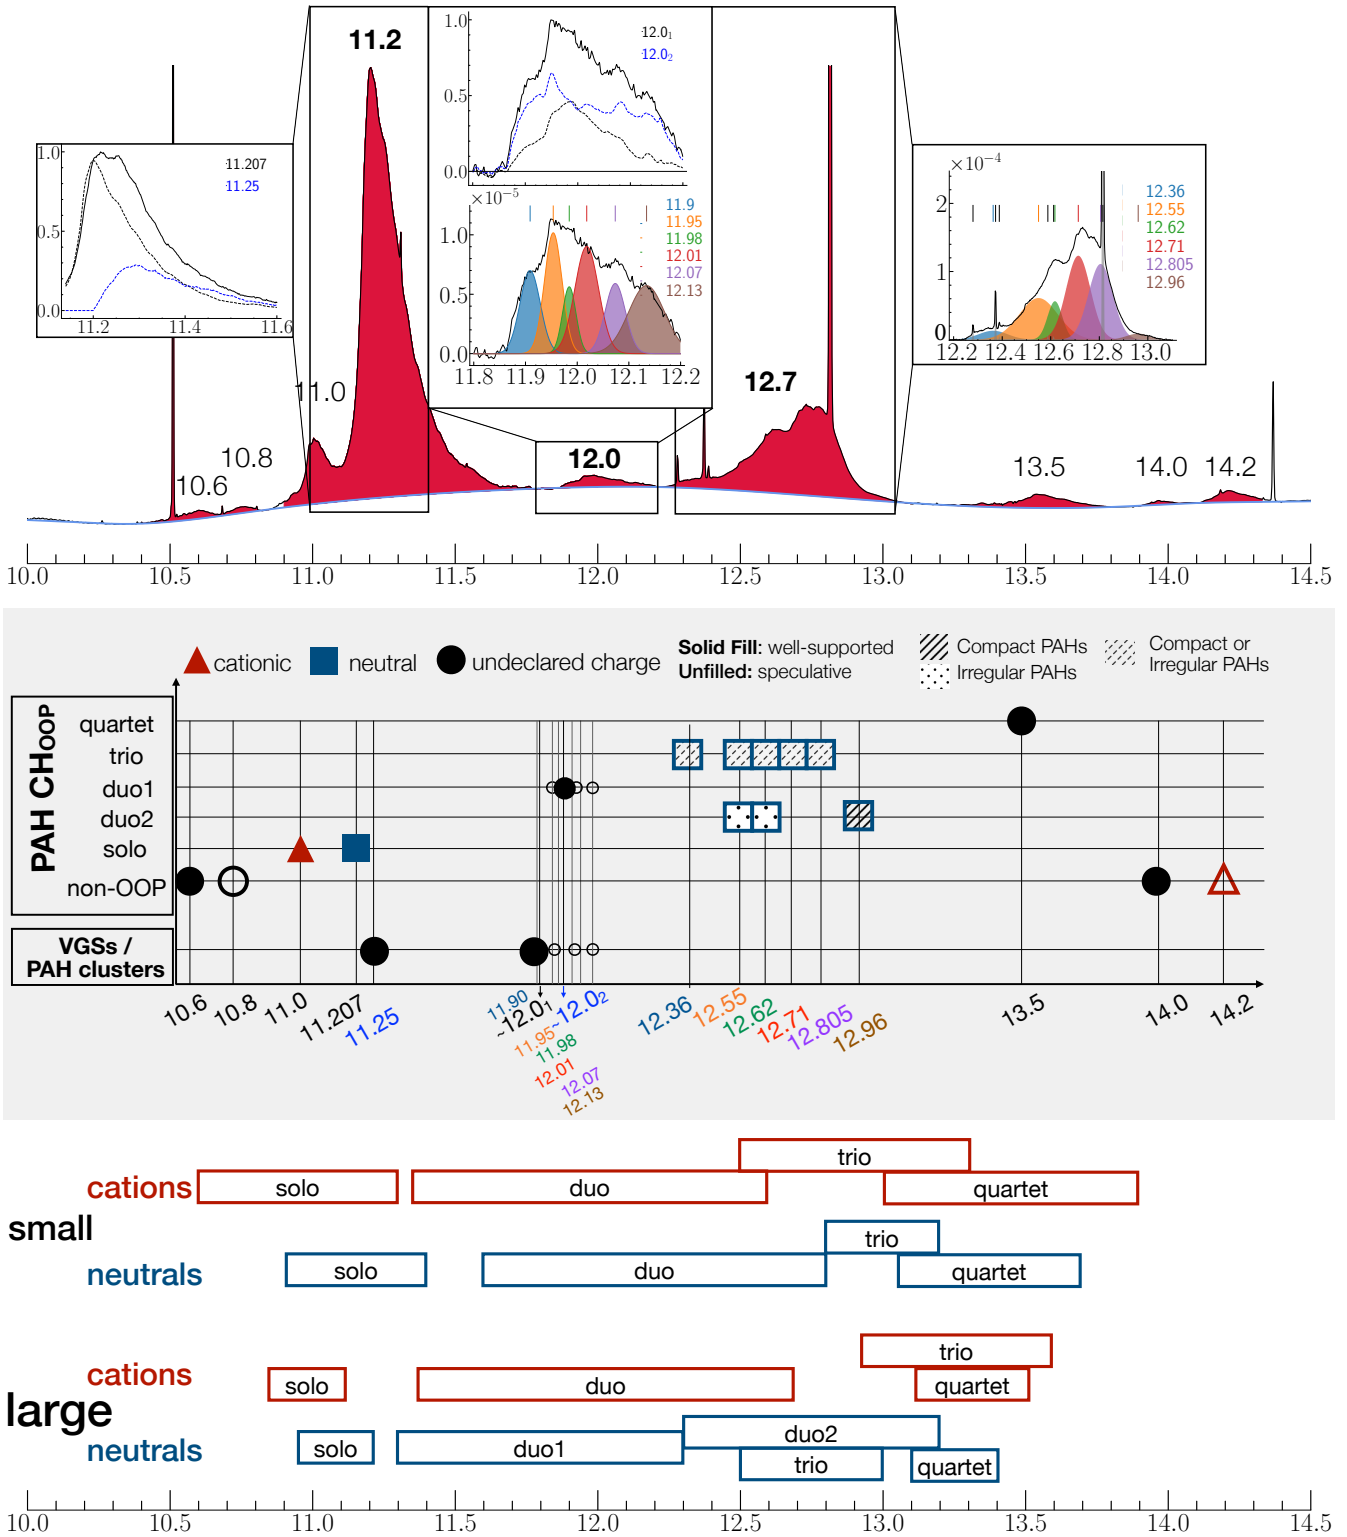 11.2
1.0
12.0₁
12.0₂
0.5
0.0
1.0
11.207
11.25
0.5
0.0
11.2 11.4 11.6
×10⁻⁵
11.9
11.95
11.98
12.01
12.07
12.13
1.0
0.5
0.0
11.8 11.9 12.0 12.1 12.2
×10⁻⁴
12.36
12.55
12.62
12.71
12.805
12.96
2
1
0
12.2 12.4 12.6 12.8 13.0
11.0
12.7
10.8
10.6
12.0
13.5 14.0 14.2
10.0 10.5 11.0 11.5 12.0 12.5 13.0 13.5 14.0 14.5
cationic neutral undeclared charge
Solid Fill: well-supported
Unfilled: speculative
Compact PAHs
Irregular PAHs
Compact or
Irregular PAHs
PAH CHOOP
quartet
trio
duo1
duo2
solo
non-OOP
VGSs /
PAH clusters
10.6 10.8 11.0 11.207 11.25
11.90
~12.0₁
~12.0₂
11.95
11.98
12.01
12.07
12.13
12.36 12.55 12.62 12.71 12.805 12.96
13.5 14.0 14.2
small
cations
trio
solo duo quartet
neutrals
trio
solo duo quartet
large
cations
trio
solo duo quartet
neutrals
duo2
solo duo1 trio quartet
10.0 10.5 11.0 11.5 12.0 12.5 13.0 13.5 14.0 14.5